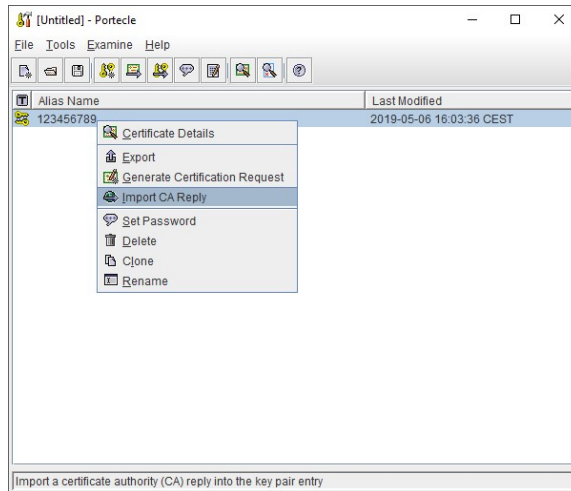 [Untitled] - Portecle
File Tools Examine Help
Alias Name Last Modified
123456789 2019-05-06 16:03:36 CEST
Certificate Details
Export
Generate Certification Request
Import CA Reply
Set Password
Delete
Clone
Rename
Import a certificate authority (CA) reply into the key pair entry